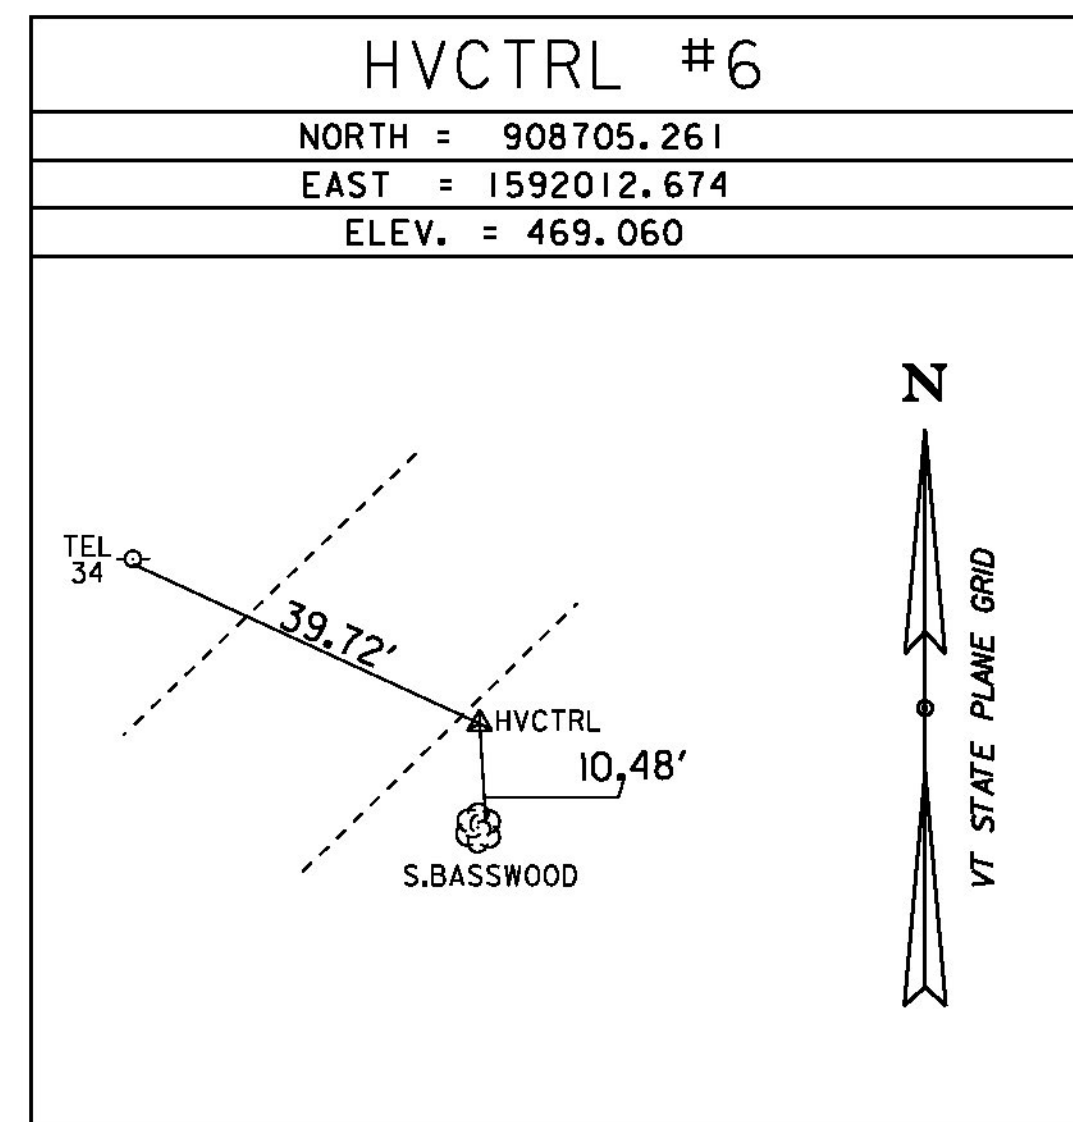 HVCTRL #6
NORTH = 908705.261
EAST = 1592012.674
ELEV. = 469.060
N
TEL
34
39.72'
HVCTRL
10.48'
S.BASSWOOD
VT STATE PLANE GRID